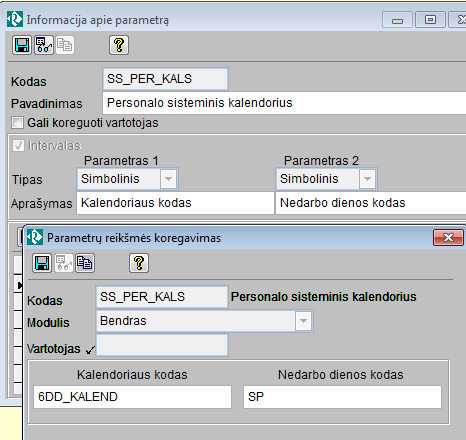 Informacija apie parametrą
Kodas SS_PER_KALS
Pavadinimas Personalo sisteminis kalendorius
Gali koreguoti vartotojas
Intervalas
Parametras 1 Parametras 2
Tipas Simbolinis Simbolinis
Aprašymas Kalendoriaus kodas Nedarbo dienos kodas
Parametrų reikšmės koregavimas
Kodas SS_PER_KALS Personalo sisteminis kalendorius
Modulis Bendras
Vartotojas
Kalendoriaus kodas Nedarbo dienos kodas
6DD_KALEND SP